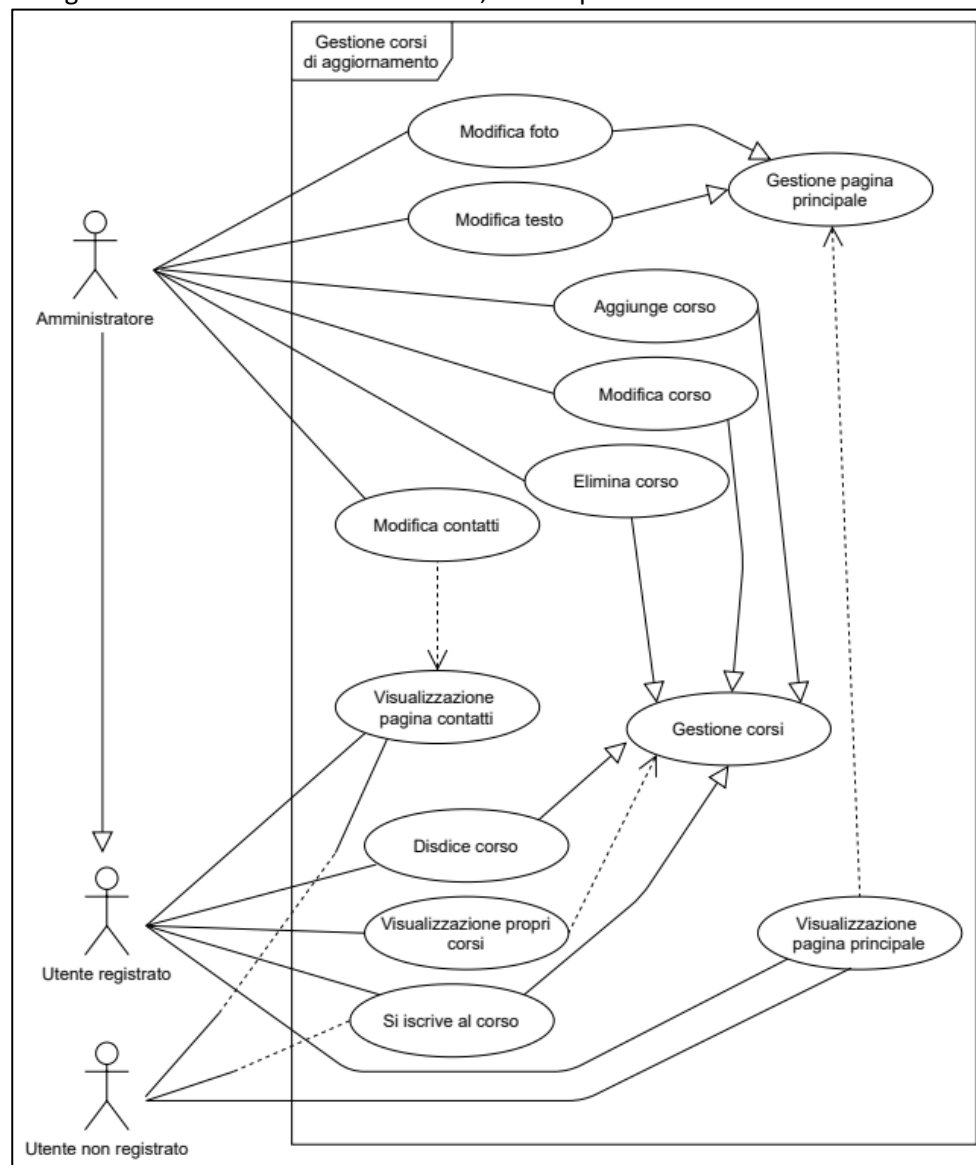 Gestione corsi
di aggiornamento
Modifica foto
Gestione pagina
principale
Modifica testo
Amministratore
Aggiunge corso
Modifica corso
Elimina corso
Modifica contatti
Visualizzazione
pagina contatti
Gestione corsi
Disdice corso
Visualizzazione propri
corsi
Visualizzazione
pagina principale
Utente registrato
Si iscrive al corso
Utente non registrato